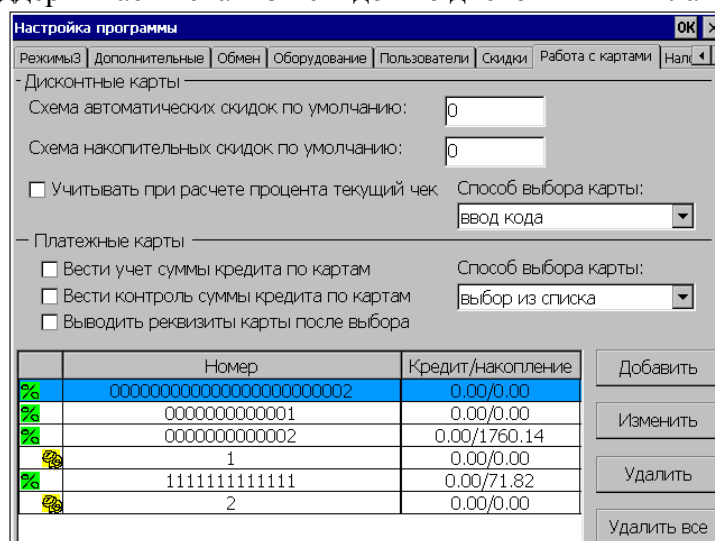 Настройка программы
OK
Режимы3 Дополнительные Обмен Оборудование Пользователи Скидки Работа с картами
Дисконтные карты
Схема автоматических скидок по умолчанию: 0
Схема накопительных скидок по умолчанию: 0
Учитывать при расчете процента текущий чек Способ выбора карты:
ввод кода
Платежные карты
Вести учет суммы кредита по картам Способ выбора карты:
Вести контроль суммы кредита по картам выбор из списка
Выводить реквизиты карты после выбора
Номер Кредит/накопление Добавить
% 000000000000000000000002 0.00/0.00
% 0000000000001 0.00/0.00 Изменить
% 0000000000002 0.00/1760.14
1 0.00/0.00
% 1111111111111 0.00/71.82 Удалить
2 0.00/0.00
Удалить все